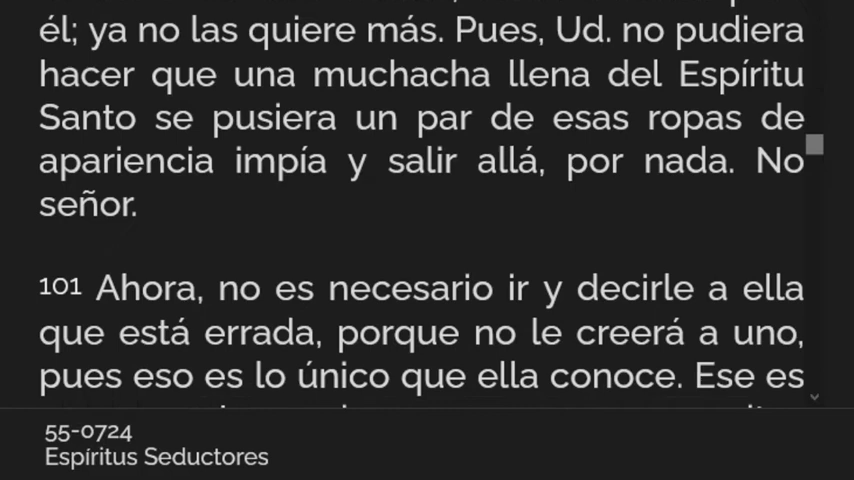 él; ya no las quiere más. Pues, Ud. no pudiera
hacer que una muchacha llena del Espíritu
Santo se pusiera un par de esas ropas de
apariencia impía y salir allá, por nada. No
señor.
101 Ahora, no es necesario ir y decirle a ella
que está errada, porque no le creerá a uno,
pues eso es lo único que ella conoce. Ese es
55-0724
Espíritus Seductores